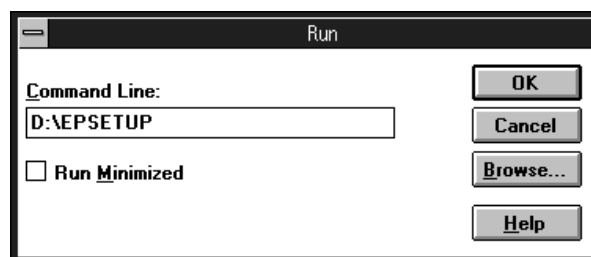 Run
Command Line:
D:\EPSETUP
Run Minimized
OK
Cancel
Browse...
Help